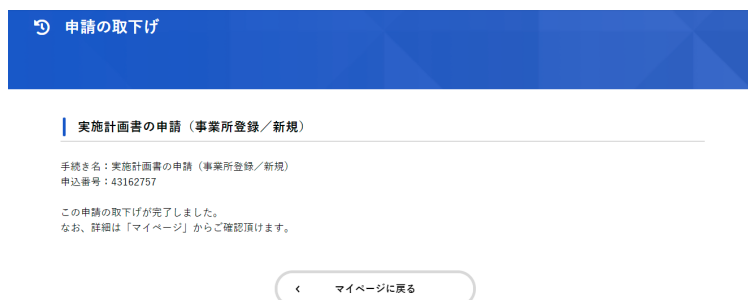 申請の取下げ
実施計画書の申請（事業所登録／新規）
手続き名：実施計画書の申請（事業所登録／新規）
申込番号：43162757
この申請の取下げが完了しました。
なお、詳細は「マイページ」からご確認頂けます。
マイページに戻る